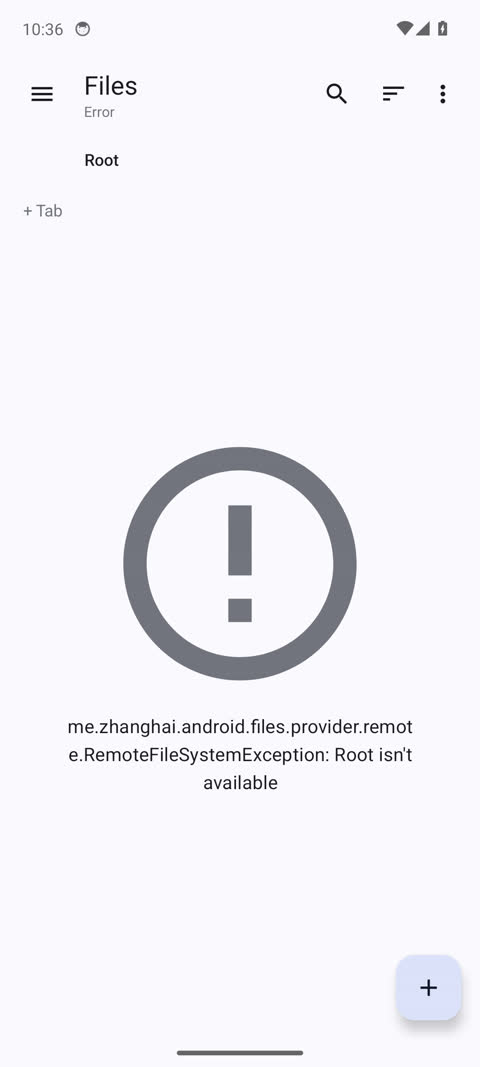 10:36
Files
Error
Root
+ Tab
me.zhanghai.android.files.provider.remot
e.RemoteFileSystemException: Root isn't
available